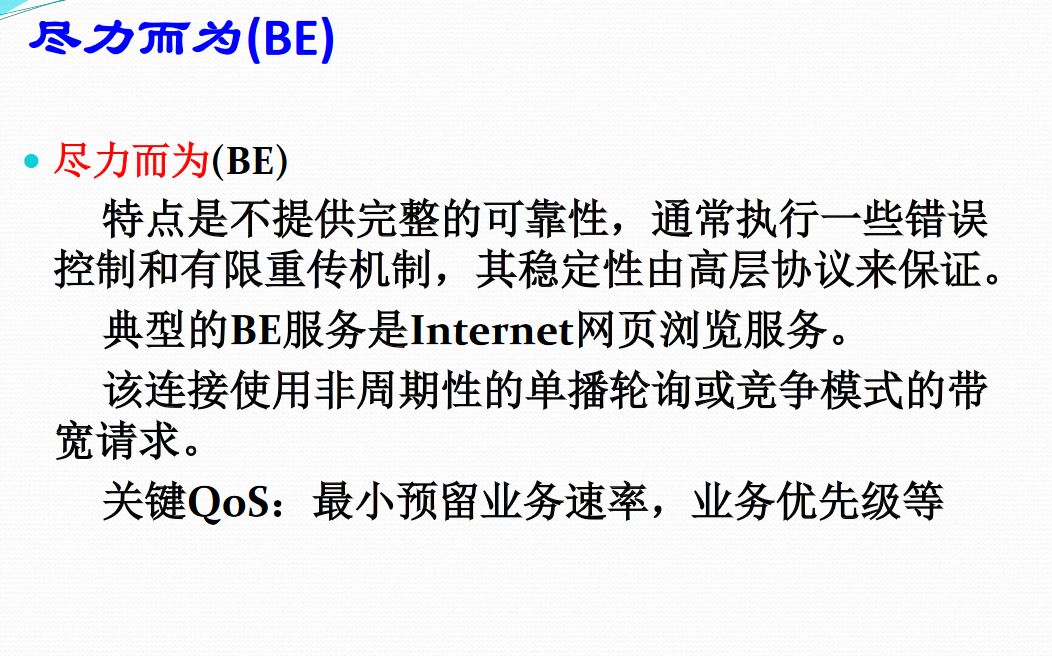 尽力而为(BE)
尽力而为(BE)
特点是不提供完整的可靠性，通常执行一些错误
控制和有限重传机制，其稳定性由高层协议来保证。
典型的BE服务是Internet网页浏览服务。
该连接使用非周期性的单播轮询或竞争模式的带
宽请求。
关键QoS：最小预留业务速率，业务优先级等